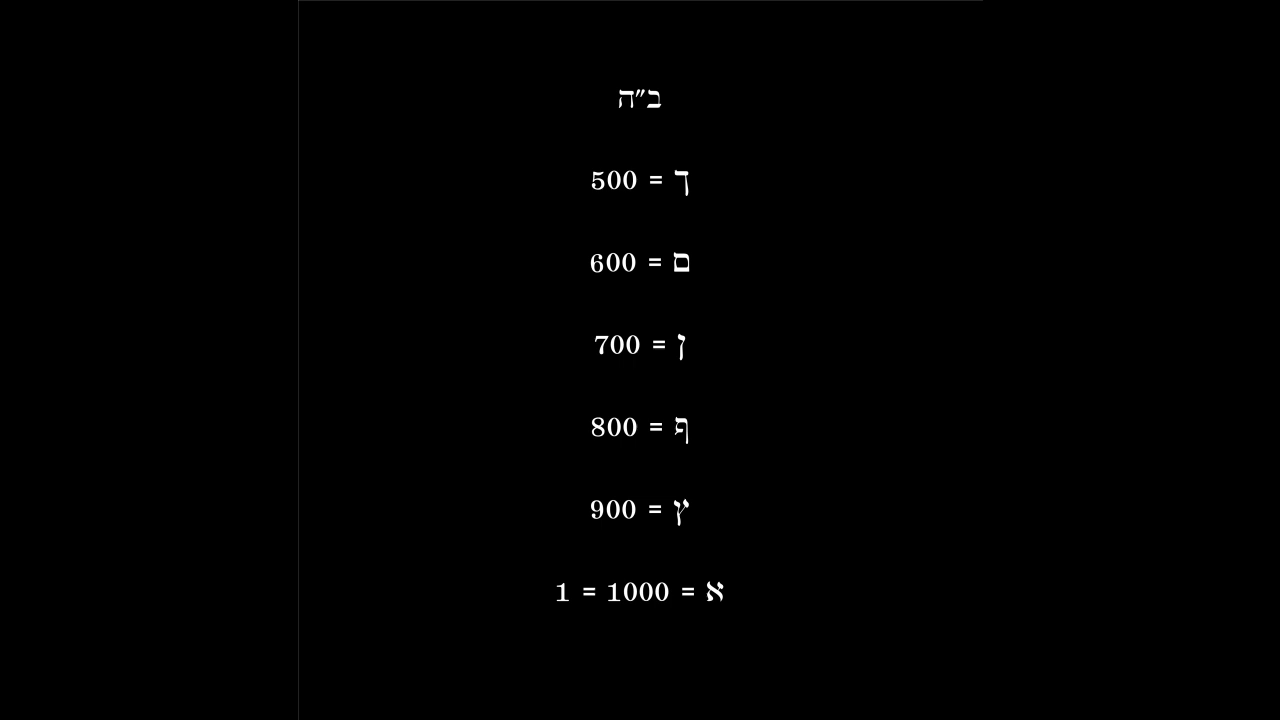 ב״ה
ך = 500
ם = 600
ן = 700
ף = 800
ץ = 900
א = 1000 = 1